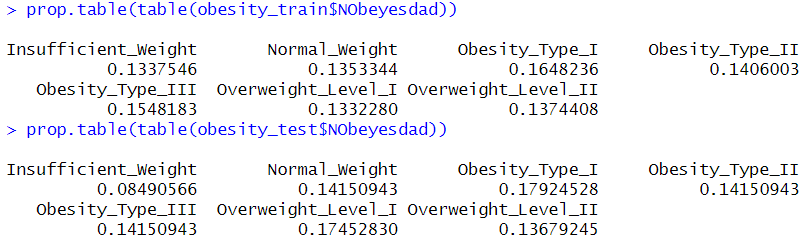 > prop.table(table(obesity_train$NObeyesdad))
Insufficient_Weight Normal_Weight Obesity_Type_I Obesity_Type_II
0.1337546 0.1353344 0.1648236 0.1406003
Obesity_Type_III Overweight_Level_I Overweight_Level_II
0.1548183 0.1332280 0.1374408
> prop.table(table(obesity_test$NObeyesdad))
Insufficient_Weight Normal_Weight Obesity_Type_I Obesity_Type_II
0.08490566 0.14150943 0.17924528 0.14150943
Obesity_Type_III Overweight_Level_I Overweight_Level_II
0.14150943 0.17452830 0.13679245